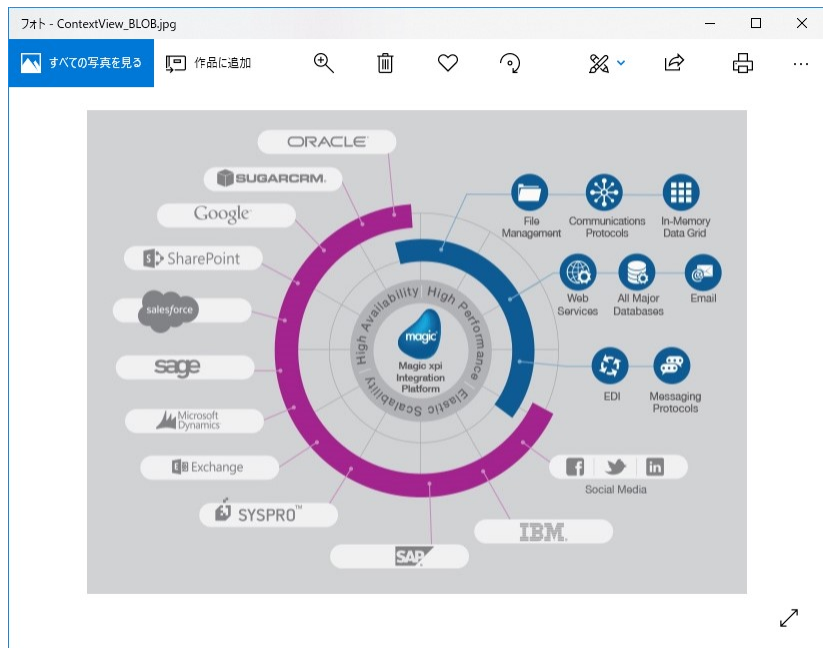 フォト - ContextView_BLOB.jpg
すべての写真を見る
作品に追加
ORACLE
SUGARCRM.
Google
SharePoint
salesforce
sage
Microsoft
Dynamics
Exchange
SYSPRO™
SAP
IBM
File
Management
Communications
Protocols
In-Memory
Data Grid
Web
Services
All Major
Databases
Email
EDI
Messaging
Protocols
Social Media
High Availability
High Performance
Elastic Scalability
magic
Magic xpi
Integration
Platform